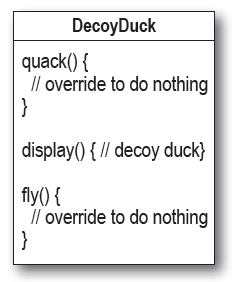 DecoyDuck
quack() {
// override to do nothing
}
display() { // decoy duck}
fly() {
// override to do nothing
}